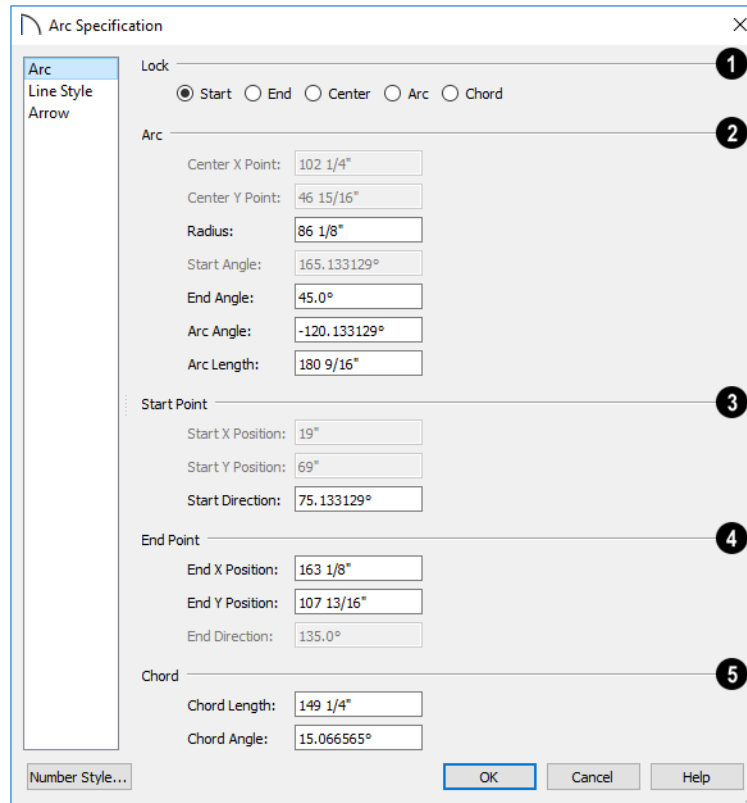 Arc Specification
Arc
Line Style
Arrow
Lock
1
Start End Center Arc Chord
Arc
2
Center X Point: 102 1/4"
Center Y Point: 46 15/16"
Radius: 86 1/8"
Start Angle: 165.133129°
End Angle: 45.0°
Arc Angle: -120.133129°
Arc Length: 180 9/16"
Start Point
3
Start X Position: 19"
Start Y Position: 69"
Start Direction: 75.133129°
End Point
4
End X Position: 163 1/8"
End Y Position: 107 13/16"
End Direction: 135.0°
Chord
5
Chord Length: 149 1/4"
Chord Angle: 15.066565°
Number Style... OK Cancel Help